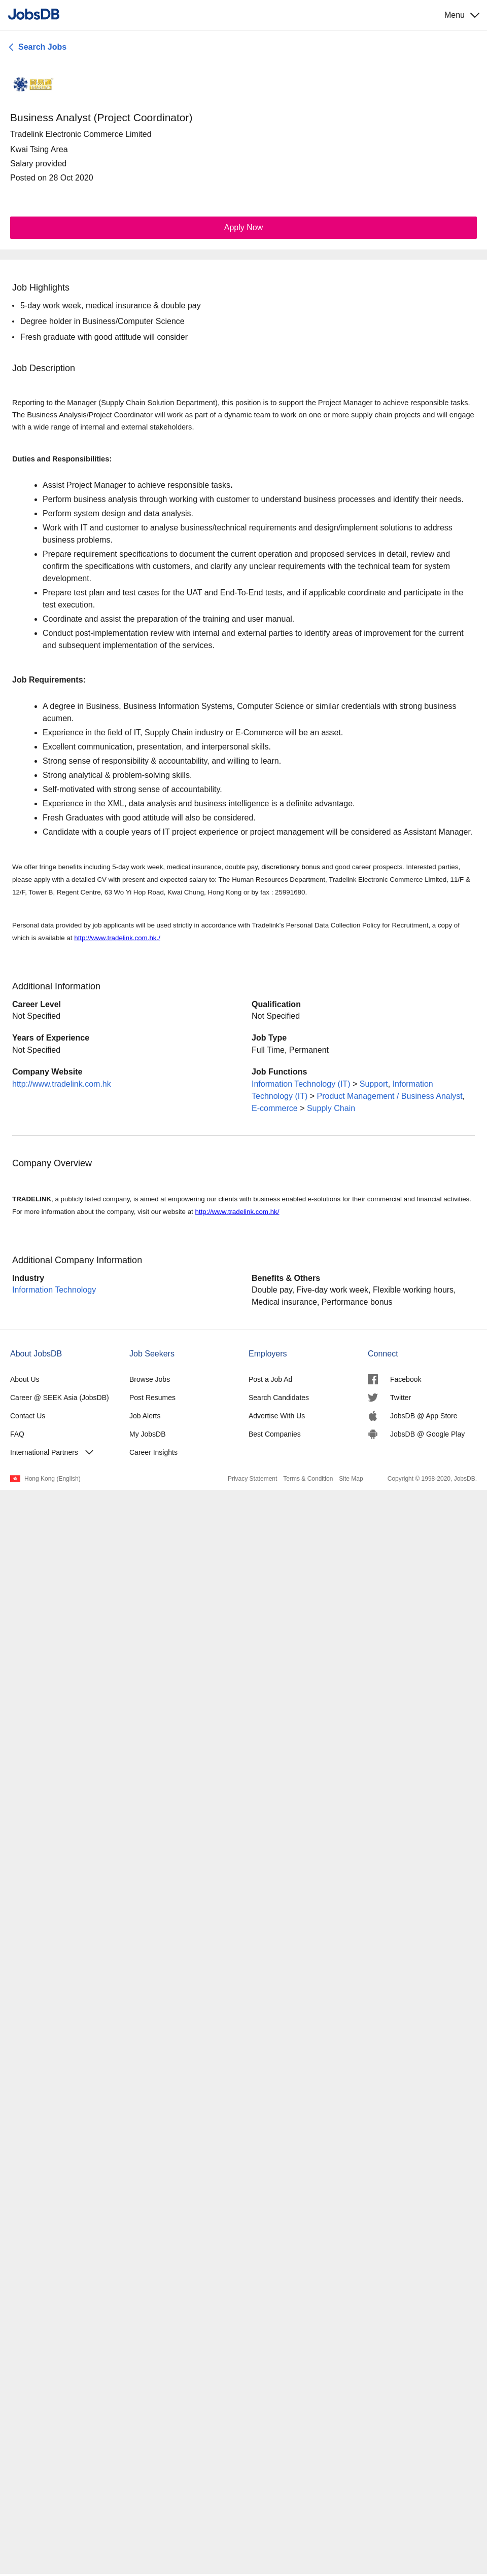 JobsDB
Menu
Search Jobs
貿易通
Business Analyst (Project Coordinator)
Tradelink Electronic Commerce Limited
Kwai Tsing Area
Salary provided
Posted on 28 Oct 2020
Apply Now
Job Highlights
• 5-day work week, medical insurance & double pay
• Degree holder in Business/Computer Science
• Fresh graduate with good attitude will consider
Job Description
Reporting to the Manager (Supply Chain Solution Department), this position is to support the Project Manager to achieve responsible tasks.
The Business Analysis/Project Coordinator will work as part of a dynamic team to work on one or more supply chain projects and will engage
with a wide range of internal and external stakeholders.
Duties and Responsibilities:
• Assist Project Manager to achieve responsible tasks.
• Perform business analysis through working with customer to understand business processes and identify their needs.
• Perform system design and data analysis.
• Work with IT and customer to analyse business/technical requirements and design/implement solutions to address
business problems.
• Prepare requirement specifications to document the current operation and proposed services in detail, review and
confirm the specifications with customers, and clarify any unclear requirements with the technical team for system
development.
• Prepare test plan and test cases for the UAT and End-To-End tests, and if applicable coordinate and participate in the
test execution.
• Coordinate and assist the preparation of the training and user manual.
• Conduct post-implementation review with internal and external parties to identify areas of improvement for the current
and subsequent implementation of the services.
Job Requirements:
• A degree in Business, Business Information Systems, Computer Science or similar credentials with strong business
acumen.
• Experience in the field of IT, Supply Chain industry or E-Commerce will be an asset.
• Excellent communication, presentation, and interpersonal skills.
• Strong sense of responsibility & accountability, and willing to learn.
• Strong analytical & problem-solving skills.
• Self-motivated with strong sense of accountability.
• Experience in the XML, data analysis and business intelligence is a definite advantage.
• Fresh Graduates with good attitude will also be considered.
• Candidate with a couple years of IT project experience or project management will be considered as Assistant Manager.
We offer fringe benefits including 5-day work week, medical insurance, double pay, discretionary bonus and good career prospects. Interested parties,
please apply with a detailed CV with present and expected salary to: The Human Resources Department, Tradelink Electronic Commerce Limited, 11/F &
12/F, Tower B, Regent Centre, 63 Wo Yi Hop Road, Kwai Chung, Hong Kong or by fax : 25991680.
Personal data provided by job applicants will be used strictly in accordance with Tradelink's Personal Data Collection Policy for Recruitment, a copy of
which is available at http://www.tradelink.com.hk./
Additional Information
Career Level
Not Specified
Qualification
Not Specified
Years of Experience
Not Specified
Job Type
Full Time, Permanent
Company Website
http://www.tradelink.com.hk
Job Functions
Information Technology (IT) > Support, Information
Technology (IT) > Product Management / Business Analyst,
E-commerce > Supply Chain
Company Overview
TRADELINK, a publicly listed company, is aimed at empowering our clients with business enabled e-solutions for their commercial and financial activities.
For more information about the company, visit our website at http://www.tradelink.com.hk/
Additional Company Information
Industry
Information Technology
Benefits & Others
Double pay, Five-day work week, Flexible working hours,
Medical insurance, Performance bonus
About JobsDB
About Us
Career @ SEEK Asia (JobsDB)
Contact Us
FAQ
International Partners
Job Seekers
Browse Jobs
Post Resumes
Job Alerts
My JobsDB
Career Insights
Employers
Post a Job Ad
Search Candidates
Advertise With Us
Best Companies
Connect
Facebook
Twitter
JobsDB @ App Store
JobsDB @ Google Play
Hong Kong (English)
Privacy Statement Terms & Condition Site Map
Copyright © 1998-2020, JobsDB.